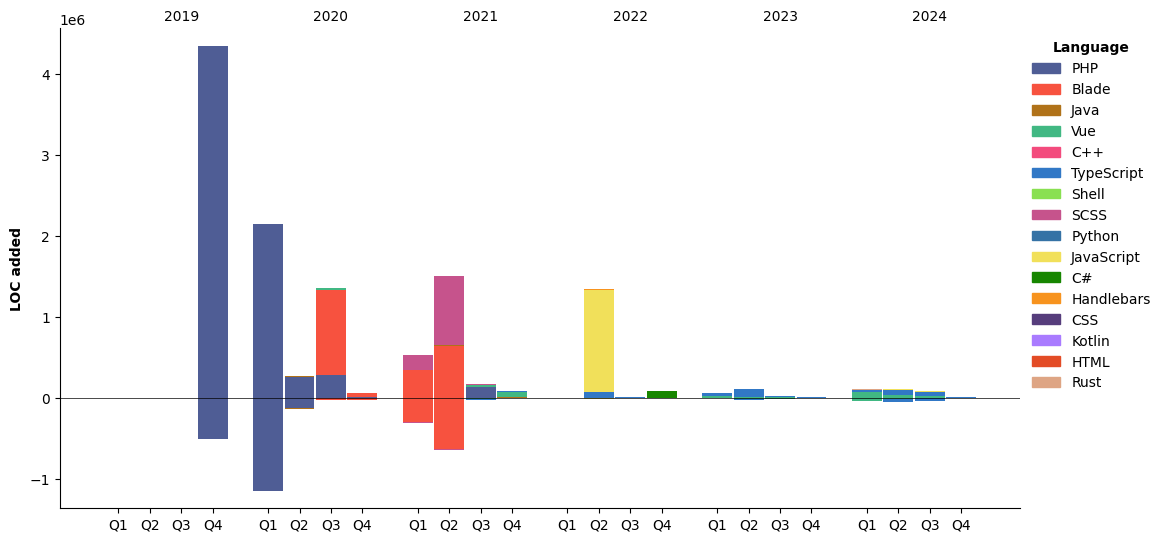 1e6
2019 2020 2021 2022 2023 2024
LOC added
4
3
2
1
0
−1
Q1 Q2 Q3 Q4 Q1 Q2 Q3 Q4 Q1 Q2 Q3 Q4 Q1 Q2 Q3 Q4 Q1 Q2 Q3 Q4 Q1 Q2 Q3 Q4
Language
PHP
Blade
Java
Vue
C++
TypeScript
Shell
SCSS
Python
JavaScript
C#
Handlebars
CSS
Kotlin
HTML
Rust